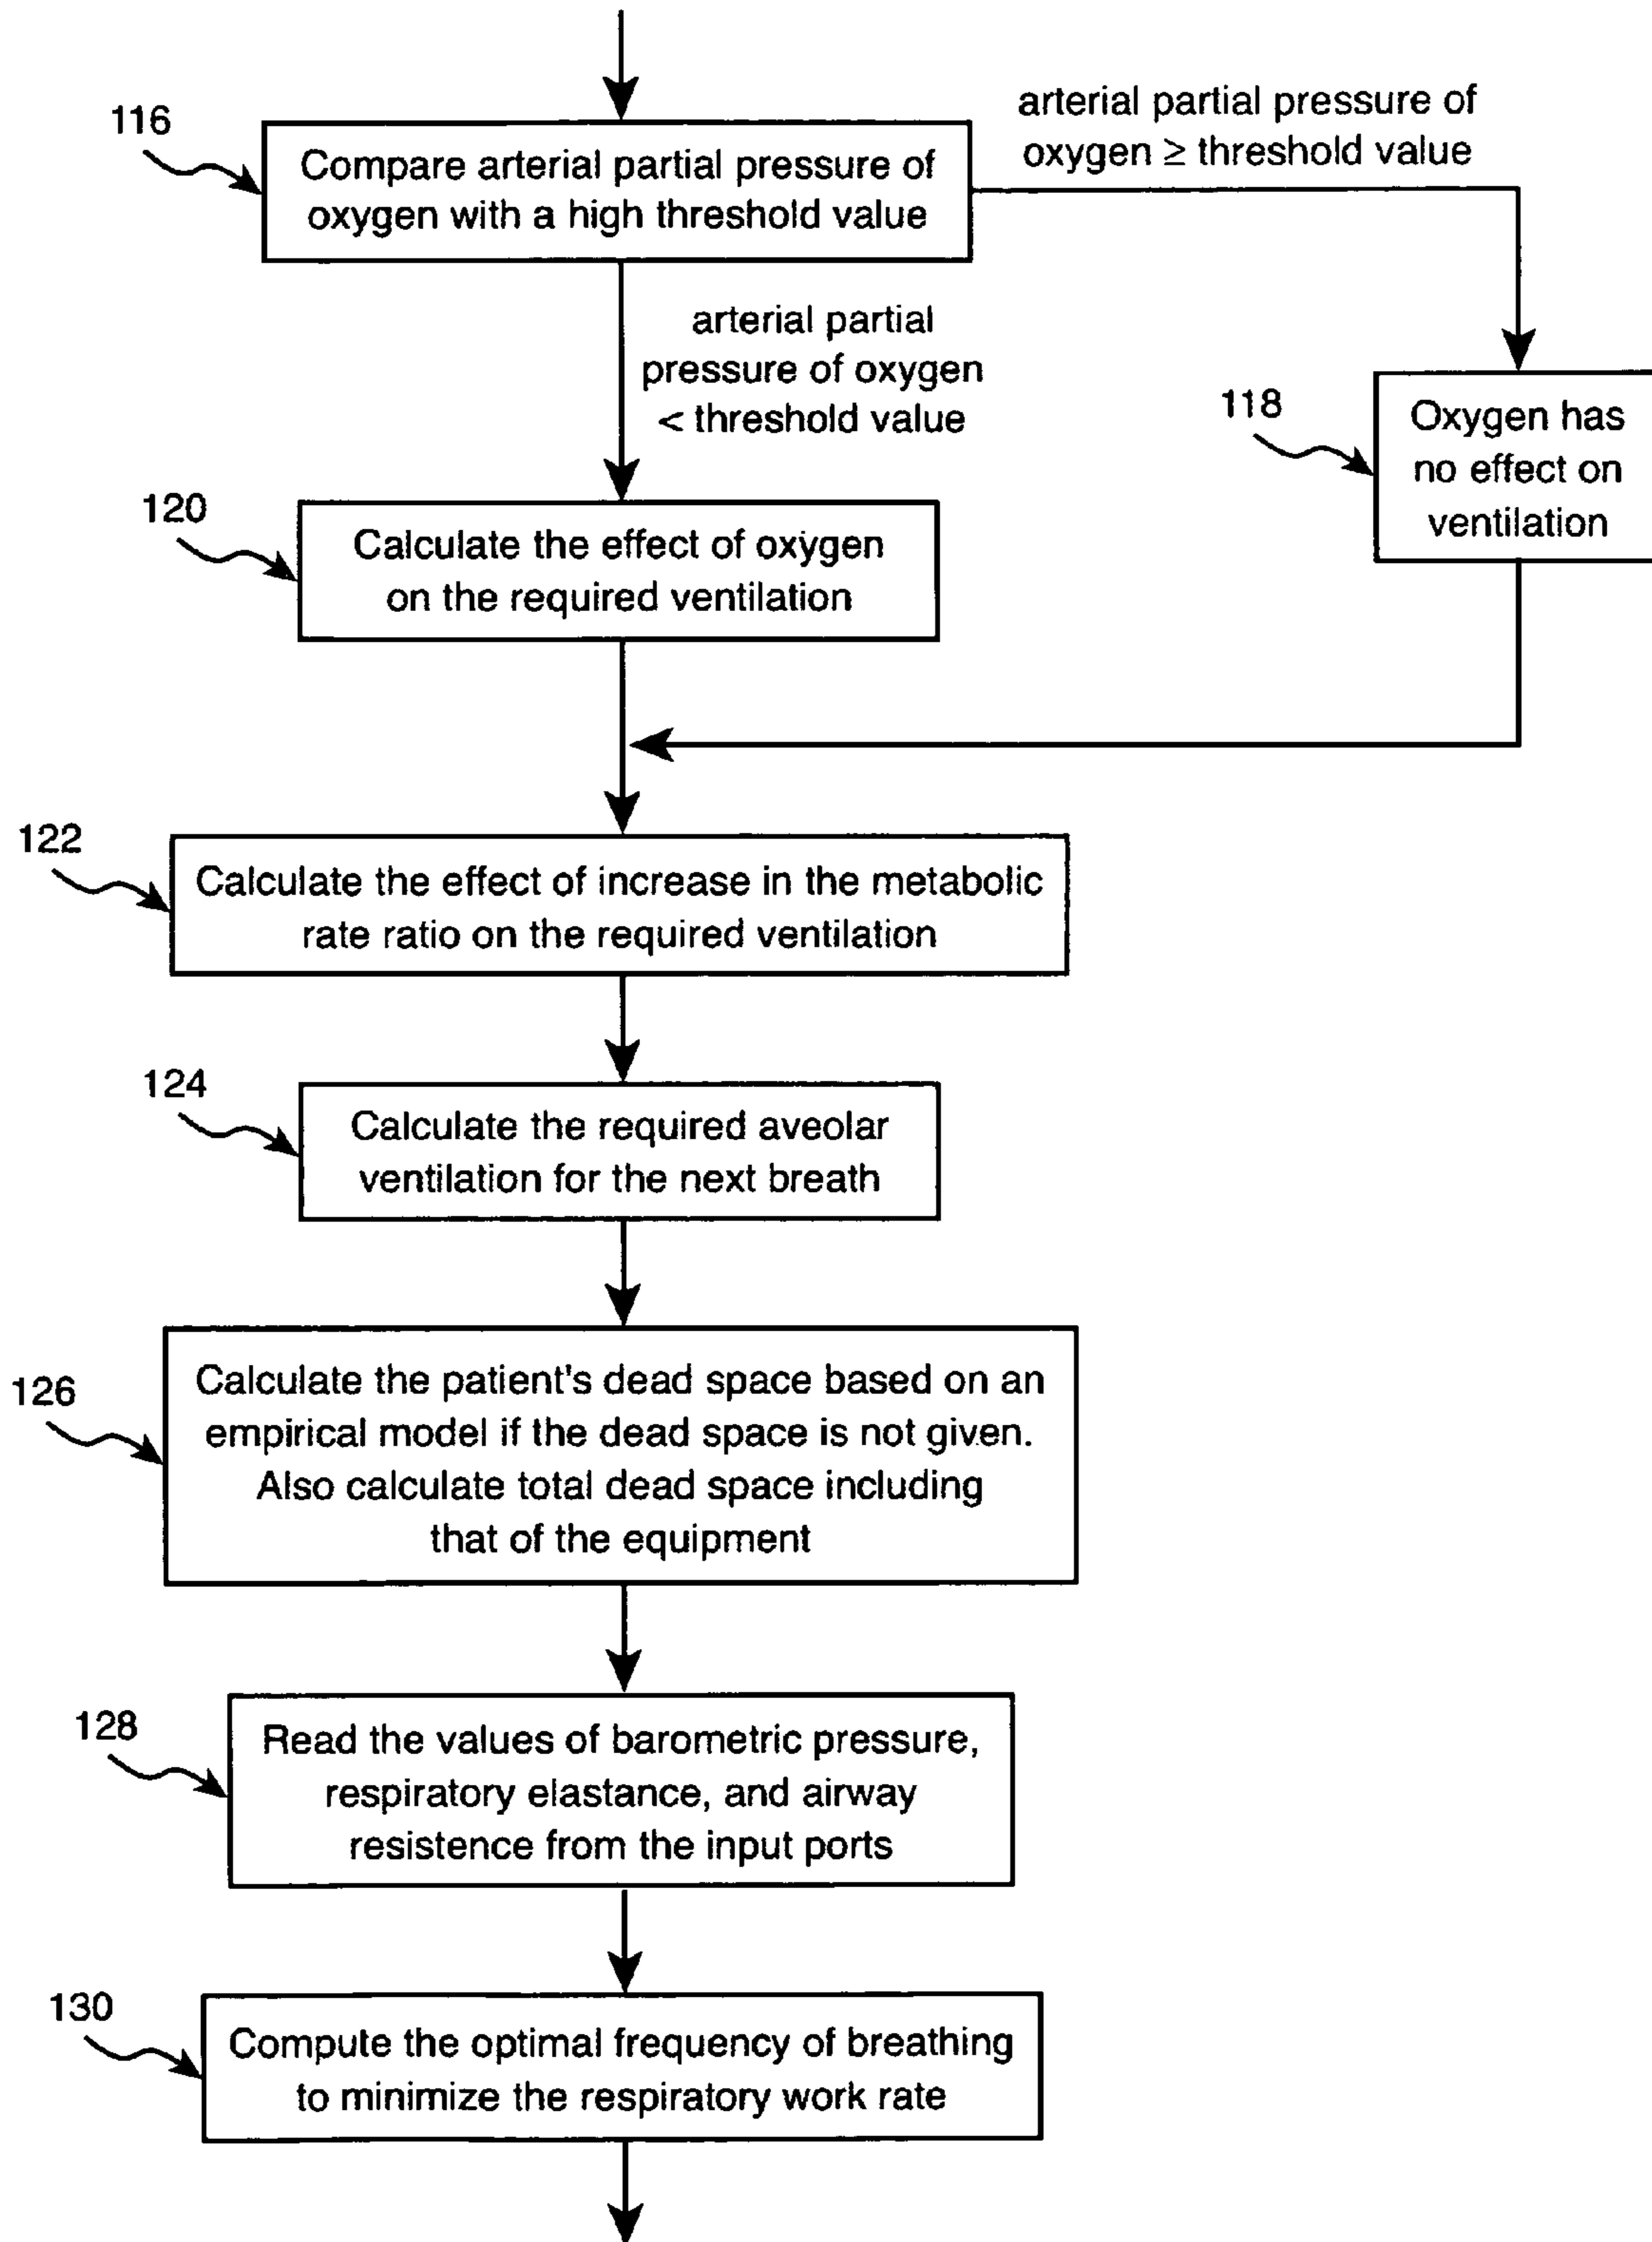 116
Compare arterial partial pressure of
oxygen with a high threshold value
arterial partial pressure of
oxygen ≥ threshold value
arterial partial
pressure of oxygen
< threshold value
118
Oxygen has
no effect on
ventilation
120
Calculate the effect of oxygen
on the required ventilation
122
Calculate the effect of increase in the metabolic
rate ratio on the required ventilation
124
Calculate the required aveolar
ventilation for the next breath
126
Calculate the patient's dead space based on an
empirical model if the dead space is not given.
Also calculate total dead space including
that of the equipment
128
Read the values of barometric pressure,
respiratory elastance, and airway
resistence from the input ports
130
Compute the optimal frequency of breathing
to minimize the respiratory work rate